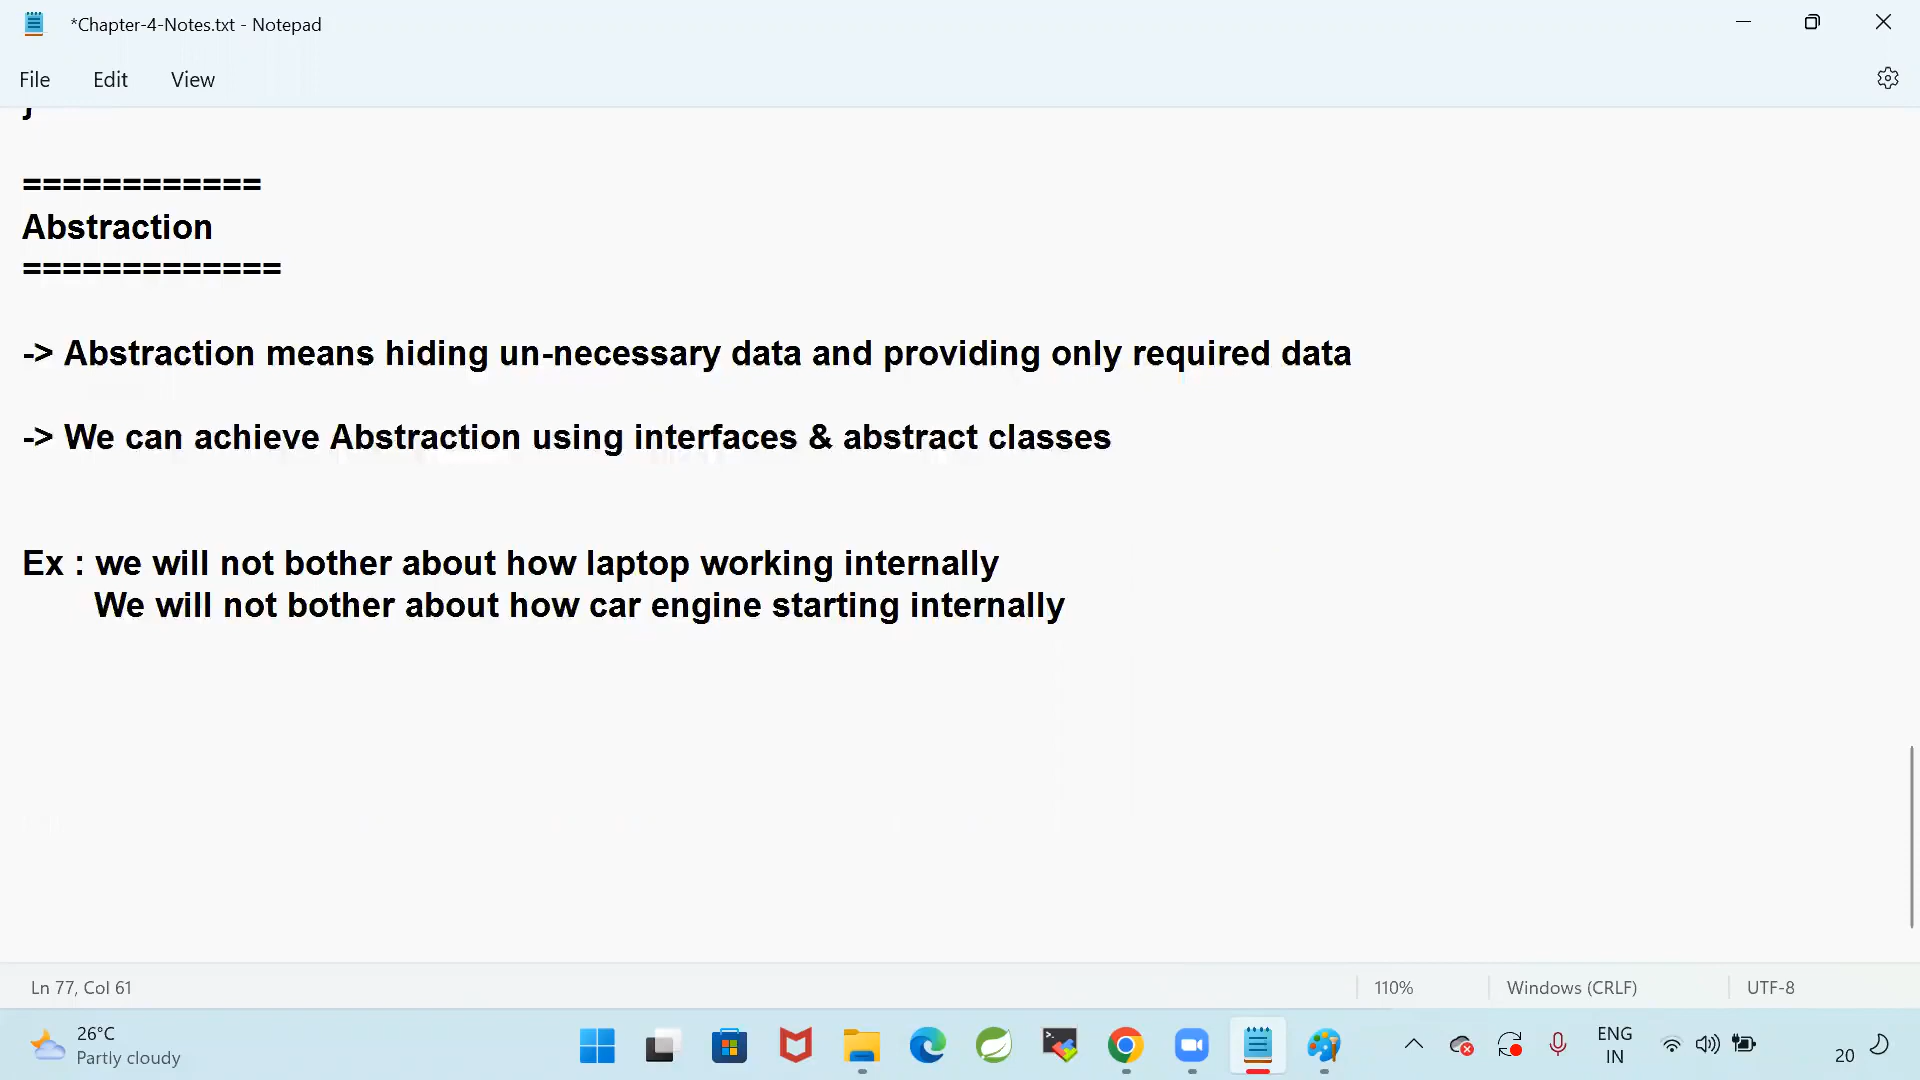 *Chapter-4-Notes.txt - Notepad
File Edit View
============
Abstraction
=============
-> Abstraction means hiding un-necessary data and providing only required data
-> We can achieve Abstraction using interfaces & abstract classes
Ex : we will not bother about how laptop working internally
We will not bother about how car engine starting internally
Ln 77, Col 61 110% Windows (CRLF) UTF-8
26°C
Partly cloudy
ENG
IN
20